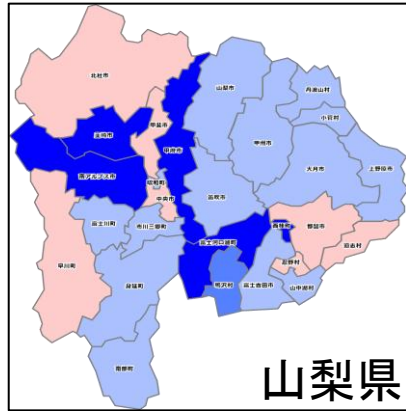 北杜市
山梨市
丹波山村
小菅村
韮崎市
甲斐市
甲府市
甲州市
大月市
上野原市
南アルプス市
昭和町
中央市
笛吹市
西桂町
都留市
道志村
富士川町
市川三郷町
富士河口湖町
忍野村
早川町
身延町
鳴沢村
富士吉田市
山中湖村
南部町
山梨県